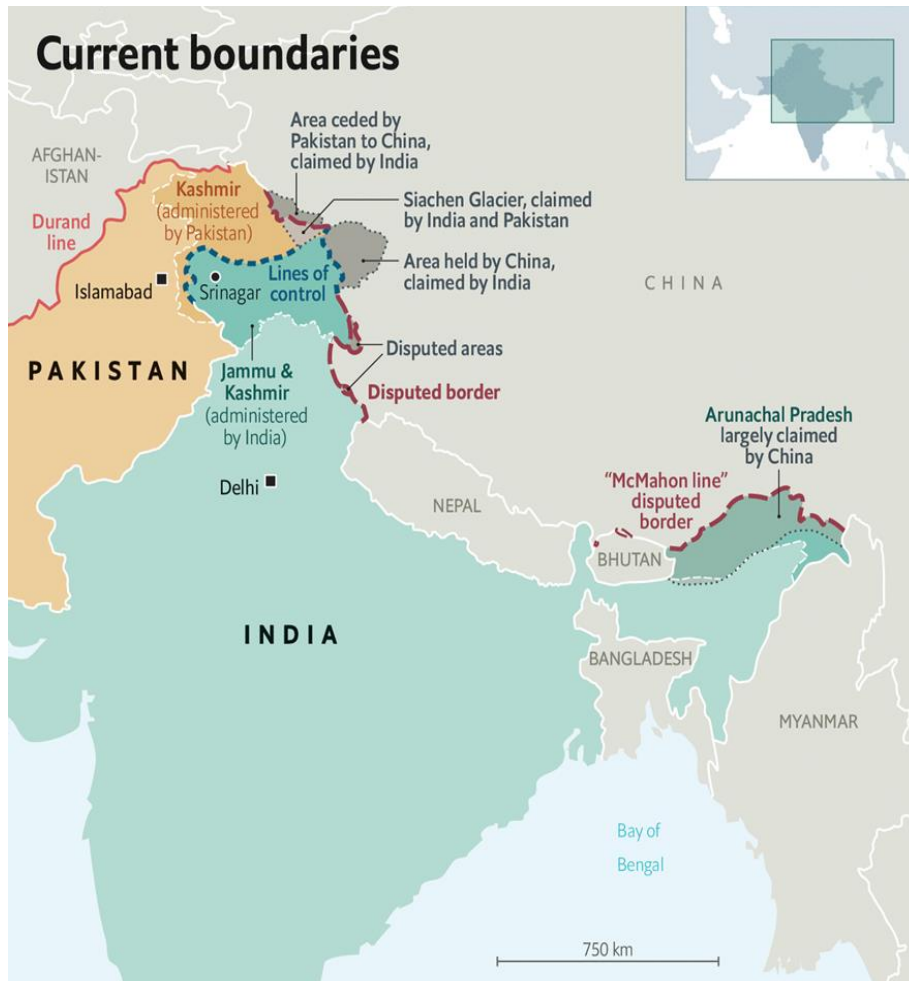 Current boundaries
Area ceded by
Pakistan to China,
claimed by India
AFGHAN-
ISTAN
Kashmir
(administered
by Pakistan)
Siachen Glacier, claimed
by India and Pakistan
Durand
line
Area held by China,
claimed by India
Islamabad
Srinagar
Lines of
control
CHINA
PAKISTAN
Jammu &
Kashmir
(administered
by India)
Disputed areas
Disputed border
Arunachal Pradesh
largely claimed
by China
Delhi
NEPAL
“McMahon line”
disputed
border
BHUTAN
INDIA
BANGLADESH
MYANMAR
Bay of
Bengal
750 km